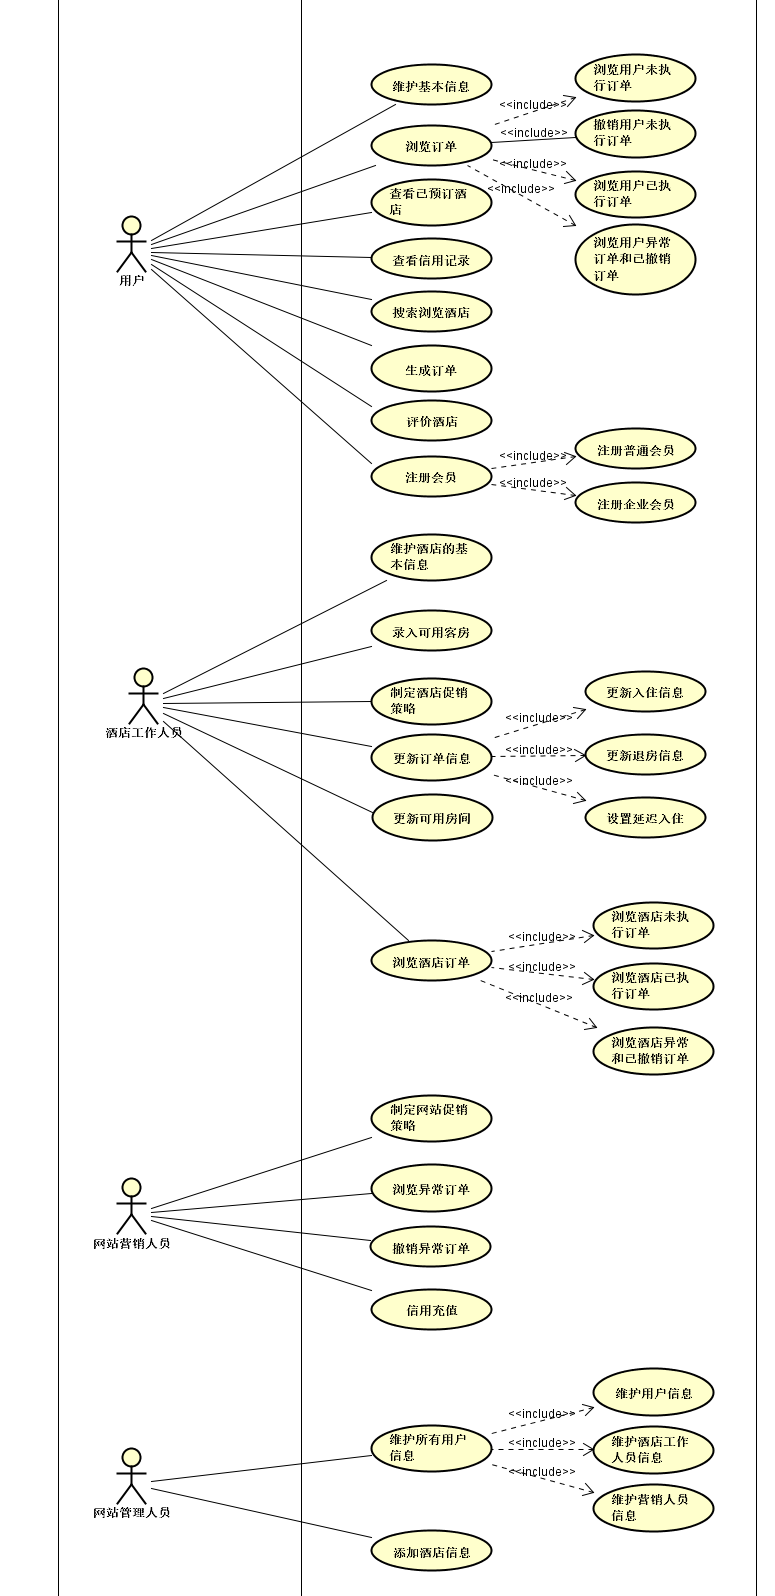 维护基本信息
浏览订单
<<include>>
浏览用户未执
行订单
<<include>>
撤销用户未执
行订单
<<include>>
浏览用户已执
行订单
<<include>>
浏览用户异常
订单和已撤销
订单
查看已预订酒
店
查看信用记录
用户
搜索浏览酒店
生成订单
评价酒店
注册会员
<<include>>
注册普通会员
<<include>>
注册企业会员
维护酒店的基
本信息
录入可用客房
制定酒店促销
策略
酒店工作人员
更新订单信息
<<include>>
更新入住信息
<<include>>
更新退房信息
<<include>>
设置延迟入住
更新可用房间
浏览酒店订单
<<include>>
浏览酒店未执
行订单
<<include>>
浏览酒店已执
行订单
<<include>>
浏览酒店异常
和已撤销订单
制定网站促销
策略
浏览异常订单
网站营销人员
撤销异常订单
信用充值
维护所有用户
信息
<<include>>
维护用户信息
<<include>>
维护酒店工作
人员信息
<<include>>
维护营销人员
信息
网站管理人员
添加酒店信息